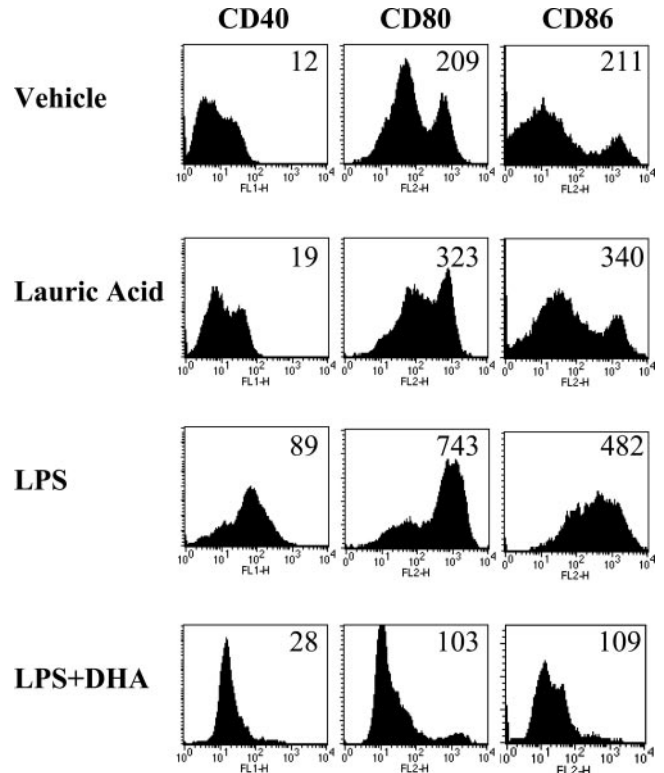 CD40 CD80 CD86
Vehicle
12 209 211
10⁰ 10¹ 10² 10³ 10⁴ 10⁰ 10¹ 10² 10³ 10⁴ 10⁰ 10¹ 10² 10³ 10⁴
FL1-H FL2-H FL2-H
Lauric Acid
19 323 340
10⁰ 10¹ 10² 10³ 10⁴ 10⁰ 10¹ 10² 10³ 10⁴ 10⁰ 10¹ 10² 10³ 10⁴
FL1-H FL2-H FL2-H
LPS
89 743 482
10⁰ 10¹ 10² 10³ 10⁴ 10⁰ 10¹ 10² 10³ 10⁴ 10⁰ 10¹ 10² 10³ 10⁴
FL1-H FL2-H FL2-H
LPS+DHA
28 103 109
10⁰ 10¹ 10² 10³ 10⁴ 10⁰ 10¹ 10² 10³ 10⁴ 10⁰ 10¹ 10² 10³ 10⁴
FL1-H FL2-H FL2-H